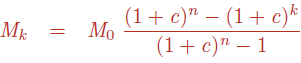 M_k = M_0 \frac{(1 + c)^n - (1 + c)^k}{(1 + c)^n - 1}